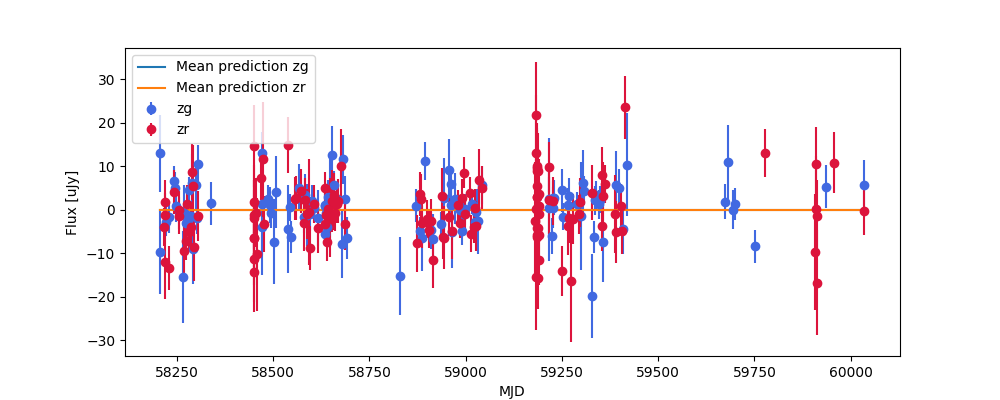 Mean prediction zg
Mean prediction zr
zg
zr
Flux [uJy]
30
20
10
0
−10
−20
−30
58250
58500
58750
59000
59250
59500
59750
60000
MJD